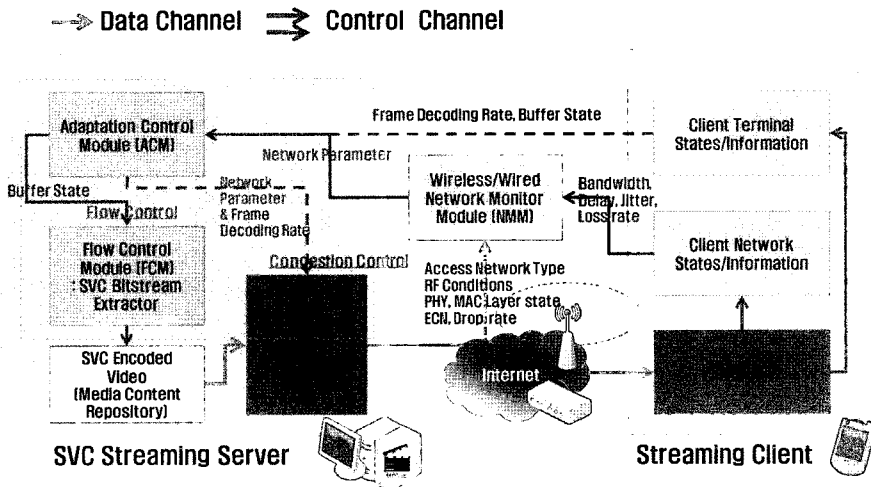 Data Channel
Control Channel
Adaptation Control
Module (ACM)
Frame Decoding Rate, Buffer State
Client Terminal
States/Information
Network Parameter
Buffer State
Network
Parameter
& Frame
Decoding Rate
Wireless/Wired
Network Monitor
Module (NMM)
Bandwidth,
Delay, Jitter,
Loss rate
Flow Control
Flow Control
Module (FCM)
: SVC Bitstream
Extractor
Condestion Control
Client Network
States/Information
Access Network Type
RF Conditions
PHY, MAC Layer state
ECN, Drop rate
SVC Encoded
Video
(Media Content
Repository)
Internet
SVC Streaming Server
Streaming Client